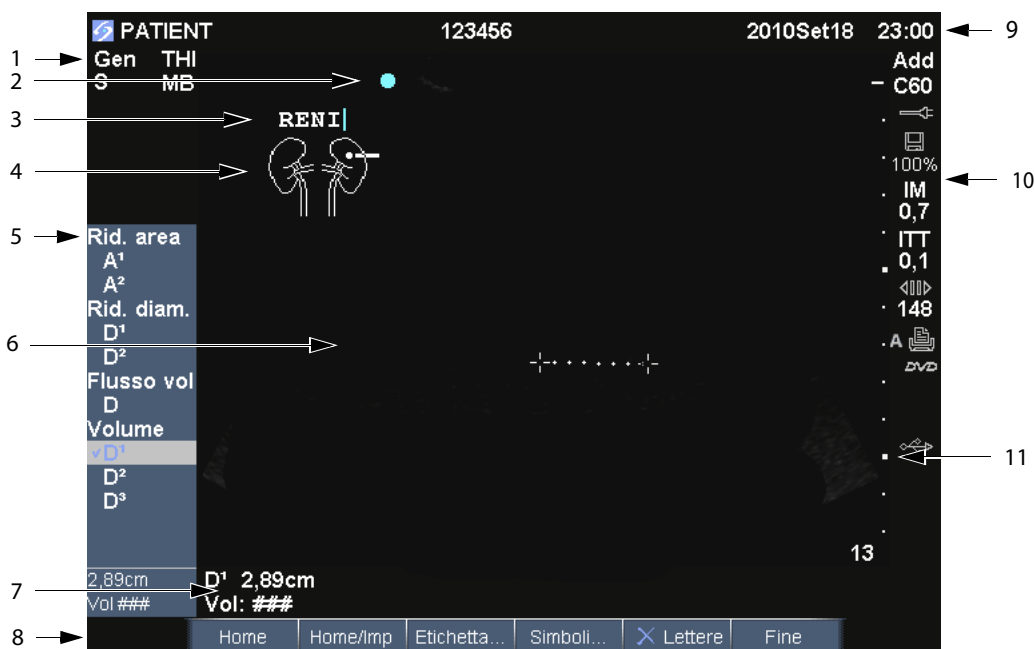 PATIENT 123456 2010Set18 23:00
9
1
Gen THI
Add
2
S MB
C60
3
RENI
4
100%
10
IM
0,7
5
Rid. area
ITT
A¹
0,1
A²
Rid. diam.
148
D¹
6
A
D²
DVD
Flusso vol
D
Volume
✓D¹
11
D²
D³
13
2,89cm
D¹ 2,89cm
7
Vol ###
Vol: ###
8
Home Home/Imp Etichetta... Simboli... X Lettere Fine